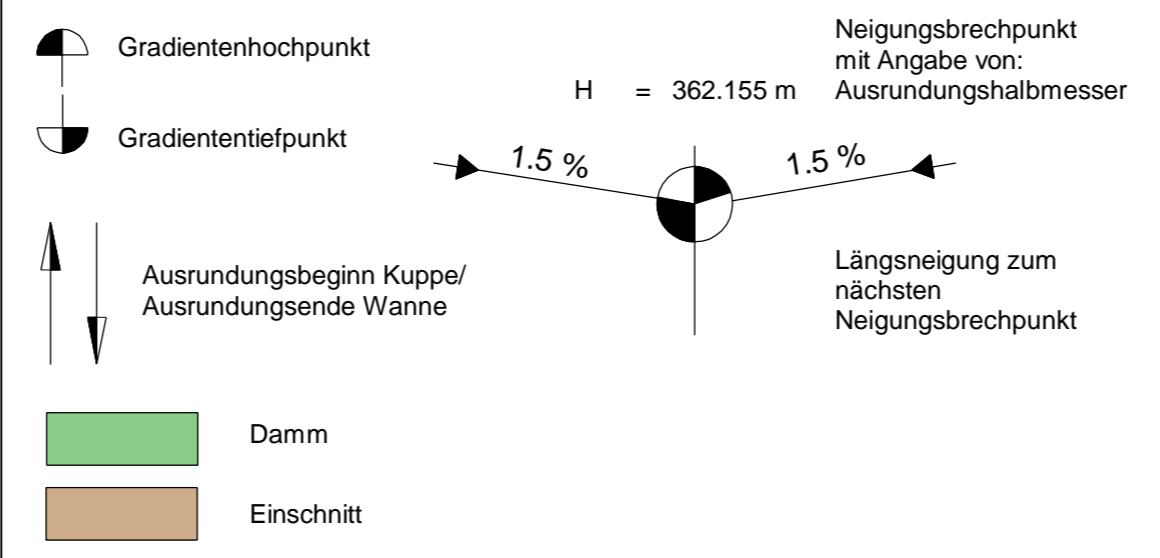 Gradientenhochpunkt
Gradiententiefpunkt
Ausrundungsbeginn Kuppe/
Ausrundungsende Wanne
Damm
Einschnitt
Neigungsbrechpunkt
mit Angabe von:
H = 362.155 m Ausrundungshalbmesser
1.5 % 1.5 %
Längsneigung zum
nächsten
Neigungsbrechpunkt